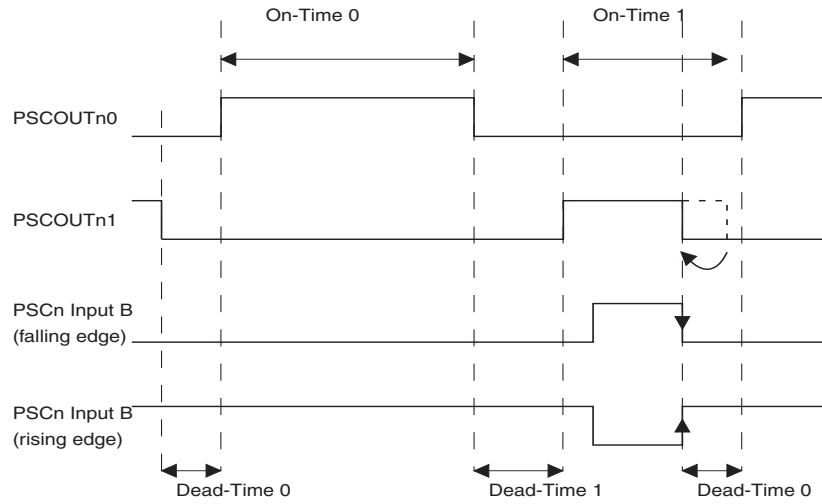 On-Time 0
On-Time 1
PSCOUTn0
PSCOUTn1
PSCn Input B
(falling edge)
PSCn Input B
(rising edge)
Dead-Time 0
Dead-Time 1
Dead-Time 0